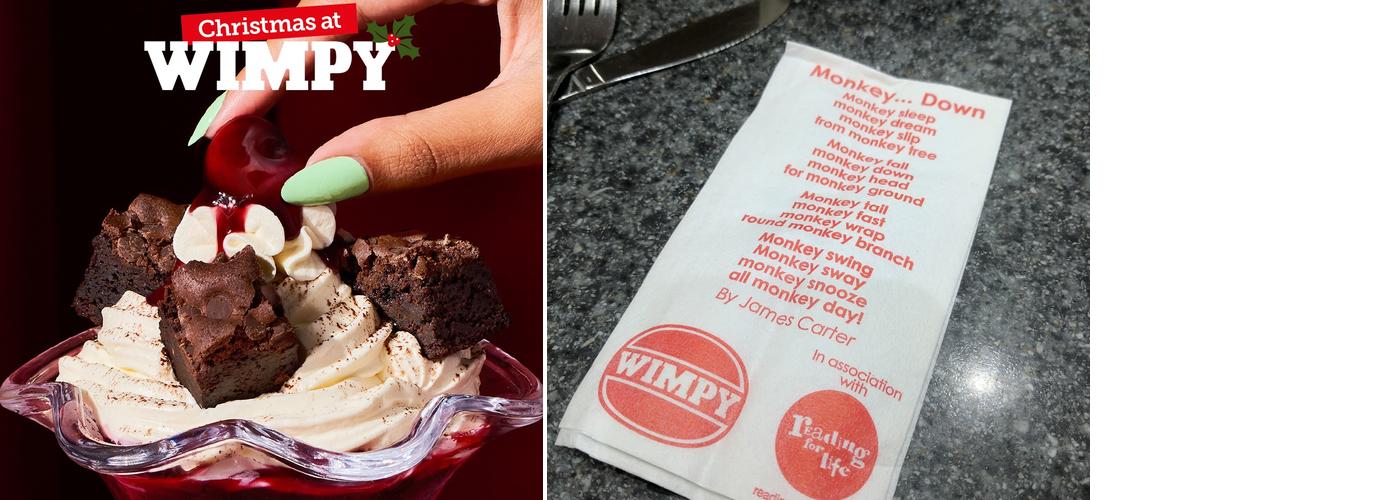 Christmas at
WIMPY
Monkey... Down
Monkey sleep
monkey dream
monkey slip
from monkey tree
Monkey fall
monkey down
monkey head
for monkey ground
Monkey tail
monkey fast
monkey wrap
round monkey branch
Monkey swing
Monkey sway
monkey snooze
all monkey day!
By James Carter
WIMPY
In association
with
reading
for
life